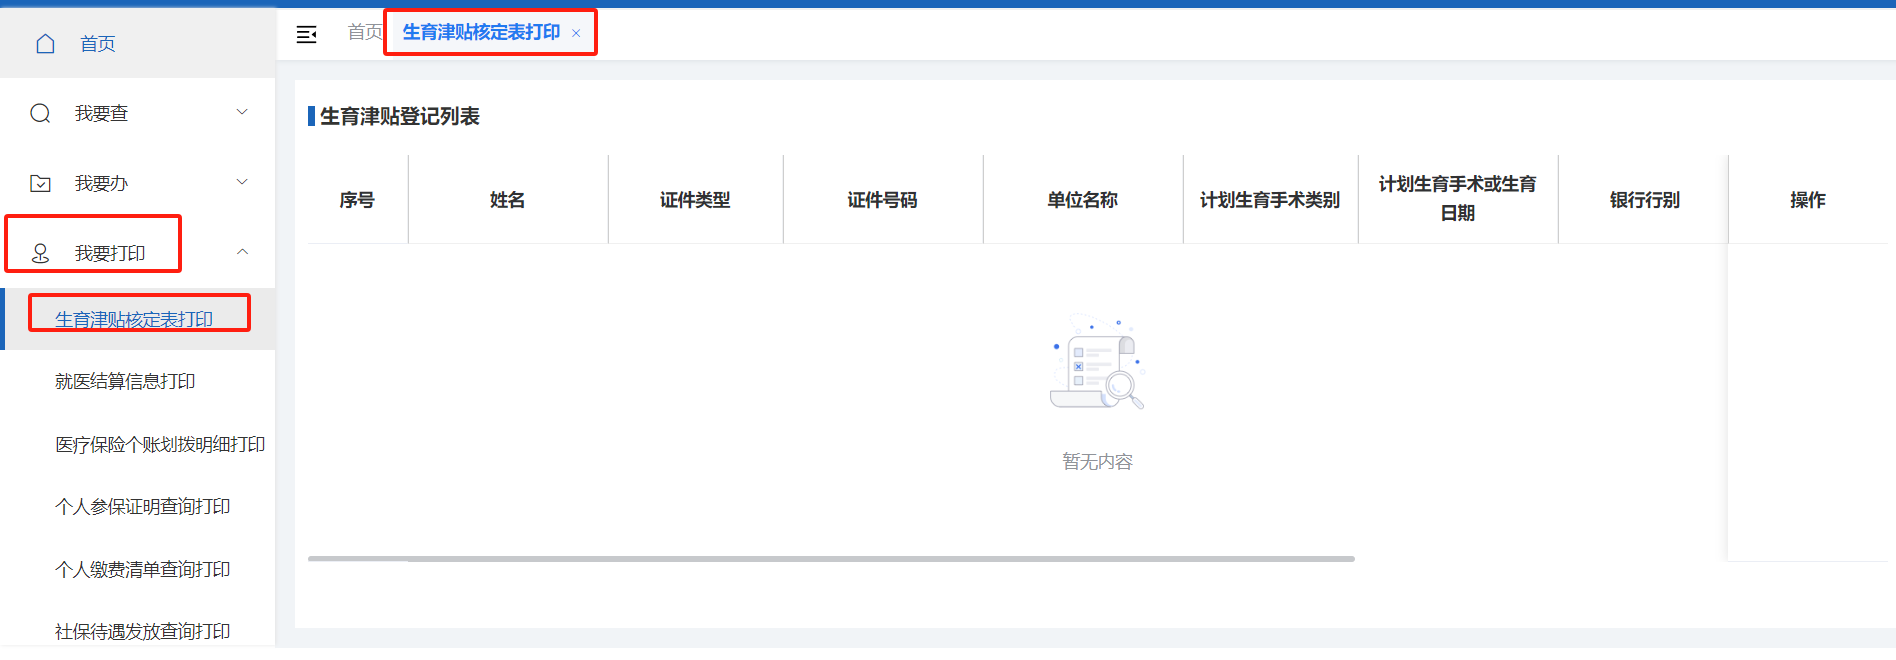 首页
我要查
我要办
我要打印
生育津贴核定表打印
就医结算信息打印
医疗保险个账划拨明细打印
个人参保证明查询打印
个人缴费清单查询打印
社保待遇发放查询打印
首页 生育津贴核定表打印 ×
生育津贴登记列表
序号 姓名 证件类型 证件号码 单位名称 计划生育手术类别 计划生育手术或生育日期 银行行别 操作
暂无内容